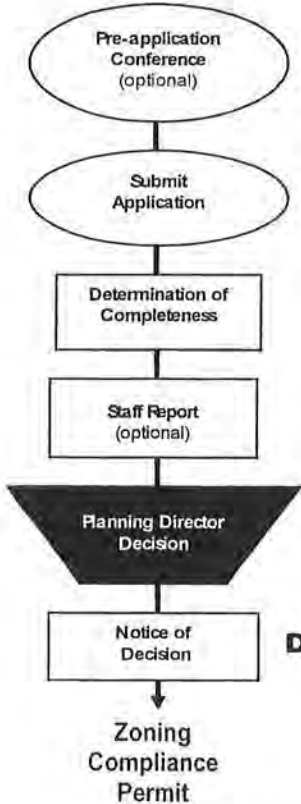 Pre-application
Conference
(optional)
Submit
Application
Determination of
Completeness
Staff Report
(optional)
Planning Director
Decision
Notice of
Decision
D
Zoning
Compliance
Permit